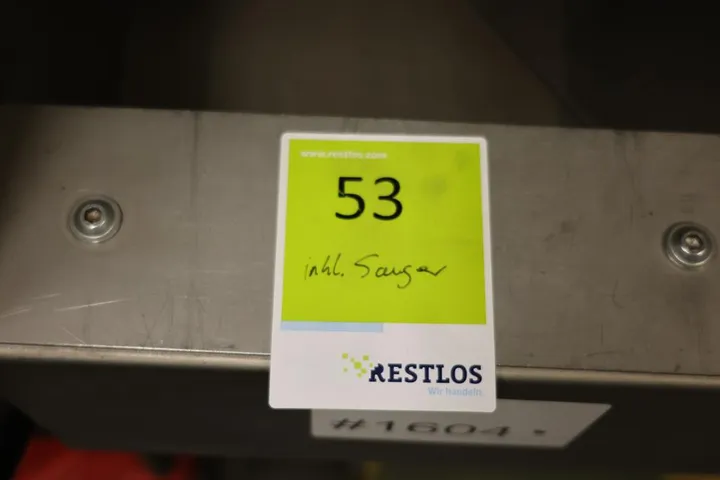 www.restlos.com
53
inkl. Sauger
RESTLOS
Wir handeln.
#1604